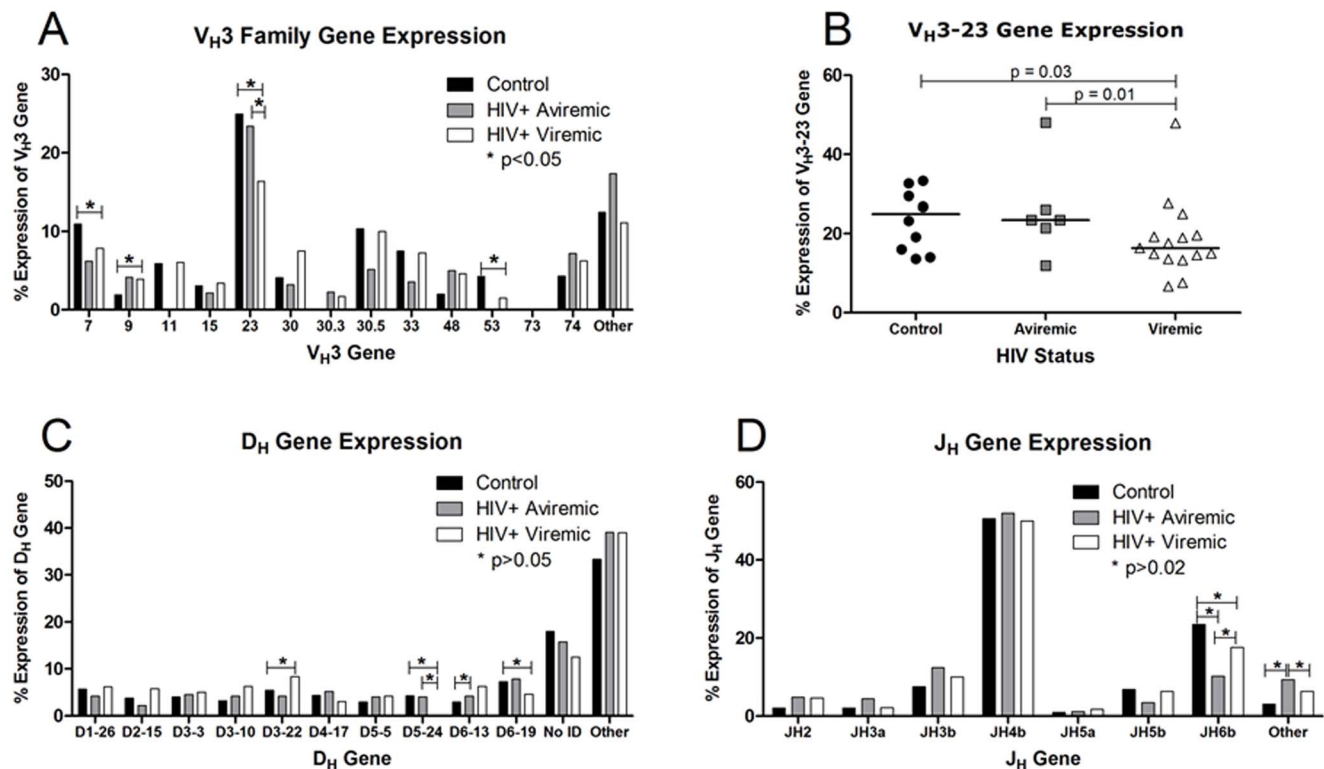 A
VH3 Family Gene Expression
% Expression of VH3 Gene
30
20
10
0
Control
HIV+ Aviremic
HIV+ Viremic
* p<0.05
*
*
*
*
*
7 9 11 15 23 30 30.3 30.5 33 48 53 73 74 Other
VH3 Gene
B
VH3-23 Gene Expression
% Expression of VH3-23 Gene
60
40
20
0
p = 0.03
p = 0.01
Control Aviremic Viremic
HIV Status
C
DH Gene Expression
% Expression of DH Gene
50
40
30
20
10
0
Control
HIV+ Aviremic
HIV+ Viremic
* p>0.05
*
*
*
*
*
D1-26 D2-15 D3-3 D3-10 D3-22 D4-17 D5-5 D5-24 D6-13 D6-19 No ID Other
DH Gene
D
JH Gene Expression
% Expression of JH Gene
60
40
20
0
Control
HIV+ Aviremic
HIV+ Viremic
* p>0.02
*
*
*
* *
JH2 JH3a JH3b JH4b JH5a JH5b JH6b Other
JH Gene